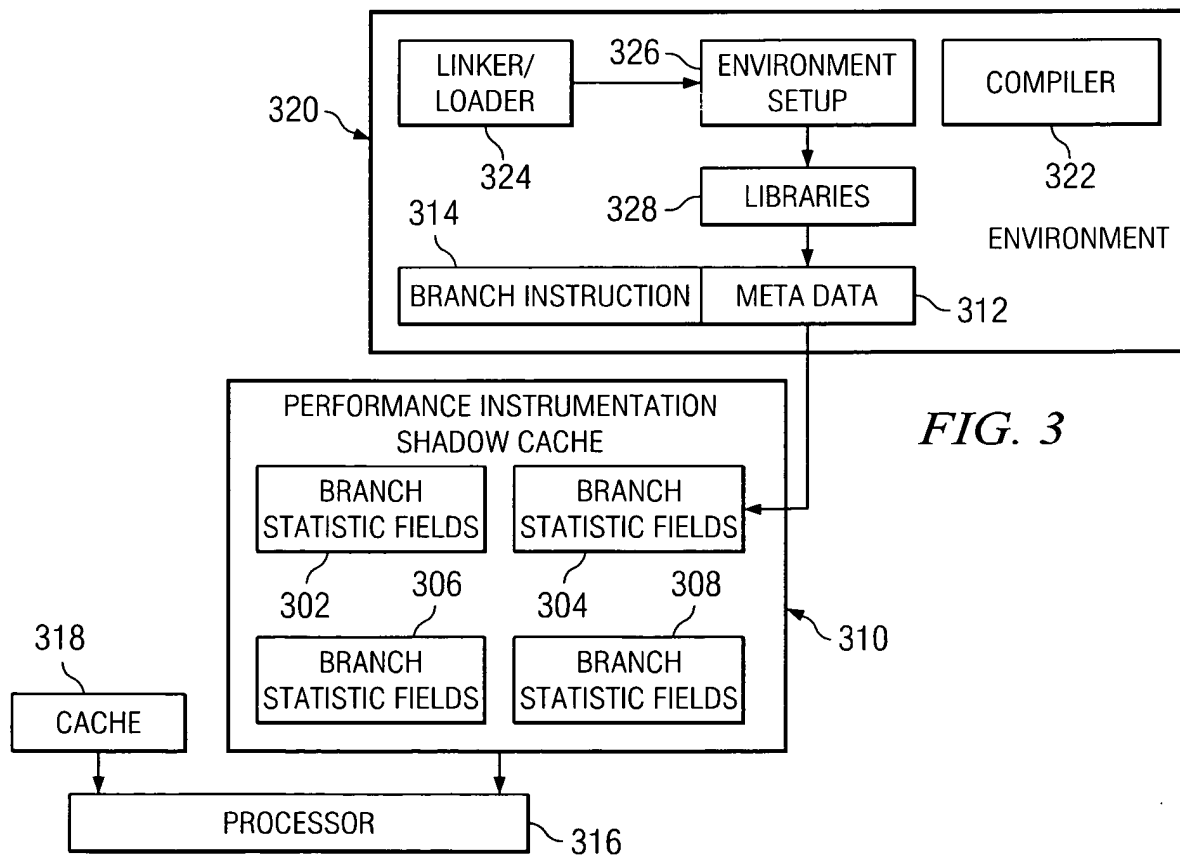 LINKER/
LOADER
326
ENVIRONMENT
SETUP
COMPILER
320
324
322
328
LIBRARIES
314
ENVIRONMENT
BRANCH INSTRUCTION
META DATA
312
PERFORMANCE INSTRUMENTATION
SHADOW CACHE
FIG. 3
BRANCH
STATISTIC FIELDS
BRANCH
STATISTIC FIELDS
302
306
304
308
310
318
BRANCH
STATISTIC FIELDS
BRANCH
STATISTIC FIELDS
CACHE
PROCESSOR
316